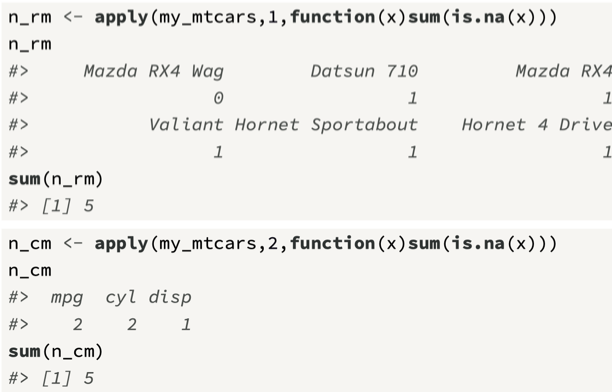 n_rm <- apply(my_mtcars,1,function(x)sum(is.na(x)))
n_rm
#>     Mazda RX4 Wag        Datsun 710         Mazda RX4
#>                 0                 1                 1
#>           Valiant Hornet Sportabout    Hornet 4 Drive
#>                 1                 1                 1
sum(n_rm)
#> [1] 5
n_cm <- apply(my_mtcars,2,function(x)sum(is.na(x)))
n_cm
#>  mpg  cyl disp
#>    2    2    1
sum(n_cm)
#> [1] 5